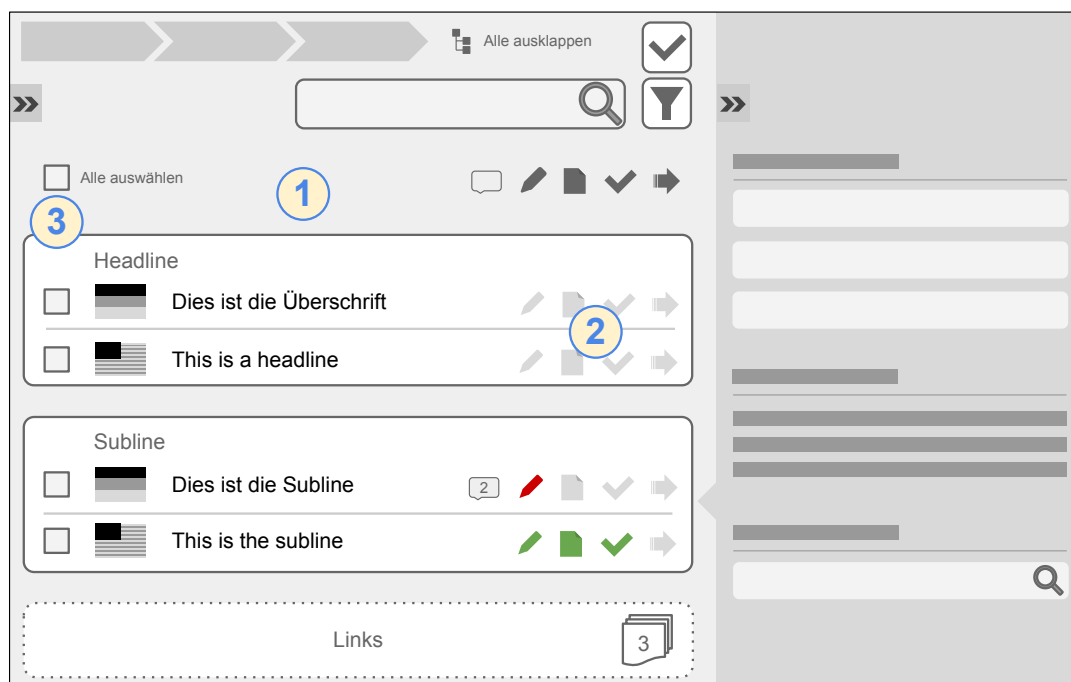 Alle ausklappen
Alle auswählen
1
3
Headline
Dies ist die Überschrift
2
This is a headline
Subline
Dies ist die Subline
2
This is the subline
Links
3